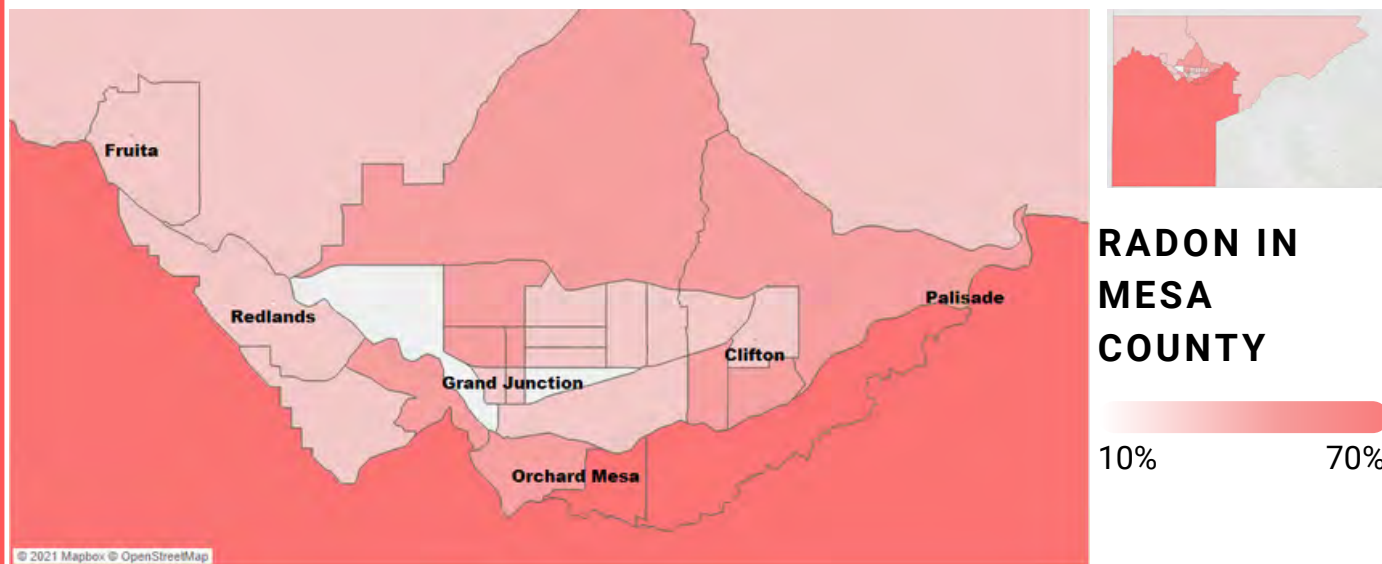 Fruita
Redlands
Palisade
Clifton
Grand Junction
Orchard Mesa
© 2021 Mapbox © OpenStreetMap
RADON IN
MESA
COUNTY
10% 70%